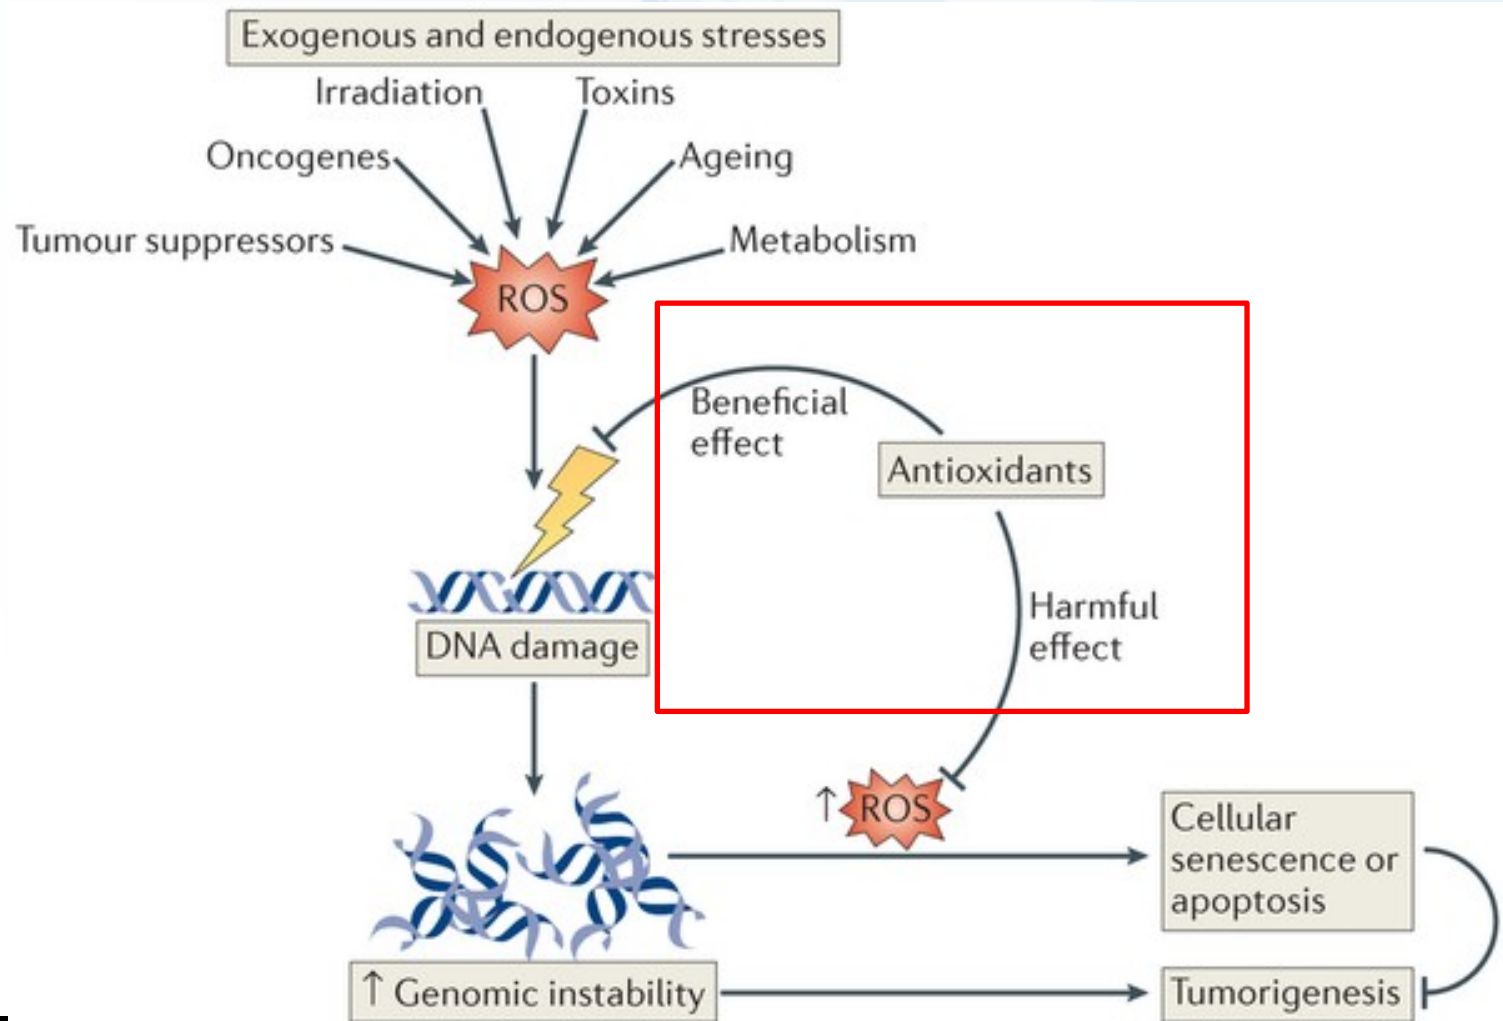 Exogenous and endogenous stresses
Irradiation
Toxins
Oncogenes
Ageing
Tumour suppressors
Metabolism
ROS
Beneficial
effect
Antioxidants
Harmful
effect
DNA damage
↑ ROS
Cellular
senescence or
apoptosis
↑ Genomic instability
Tumorigenesis